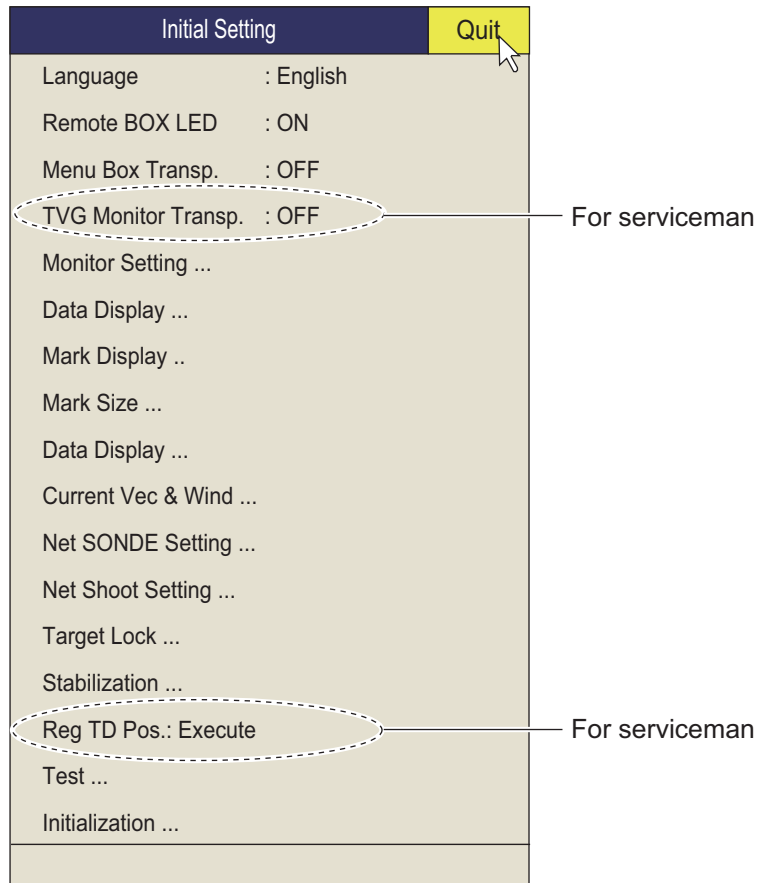 Initial Setting Quit
Language : English
Remote BOX LED : ON
Menu Box Transp. : OFF
TVG Monitor Transp. : OFF For serviceman
Monitor Setting ...
Data Display ...
Mark Display ..
Mark Size ...
Data Display ...
Current Vec & Wind ...
Net SONDE Setting ...
Net Shoot Setting ...
Target Lock ...
Stabilization ...
Reg TD Pos.: Execute For serviceman
Test ...
Initialization ...